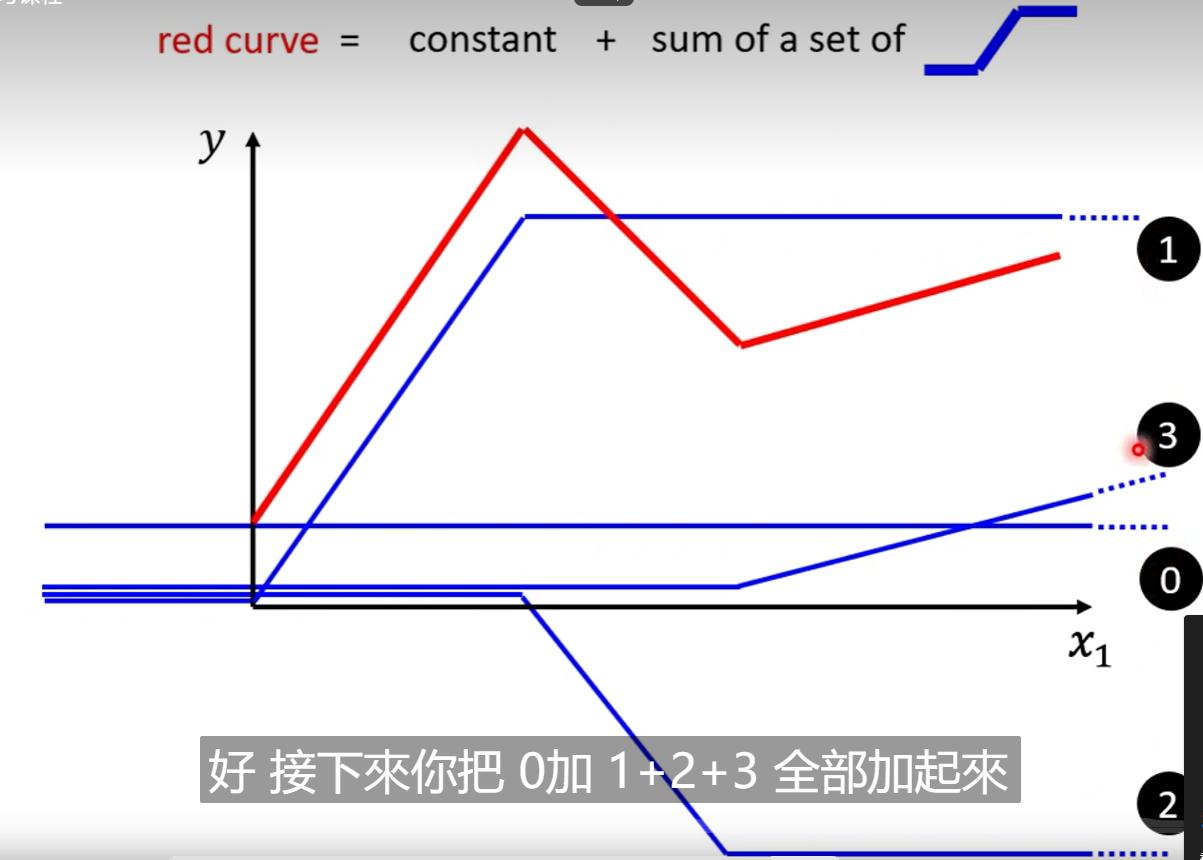 red curve = constant + sum of a set of
y
1
3
0
x₁
好 接下來你把 0加 1+2+3 全部加起來
2